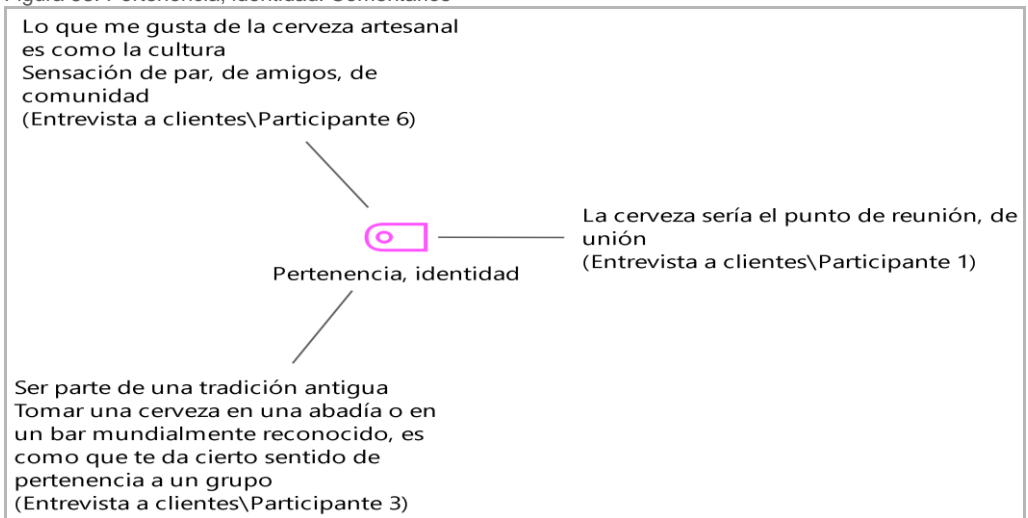 Lo que me gusta de la cerveza artesanal
es como la cultura
Sensación de par, de amigos, de
comunidad
(Entrevista a clientes\Participante 6)
La cerveza sería el punto de reunión, de
unión
(Entrevista a clientes\Participante 1)
Pertenencia, identidad
Ser parte de una tradición antigua
Tomar una cerveza en una abadía o en
un bar mundialmente reconocido, es
como que te da cierto sentido de
pertenencia a un grupo
(Entrevista a clientes\Participante 3)